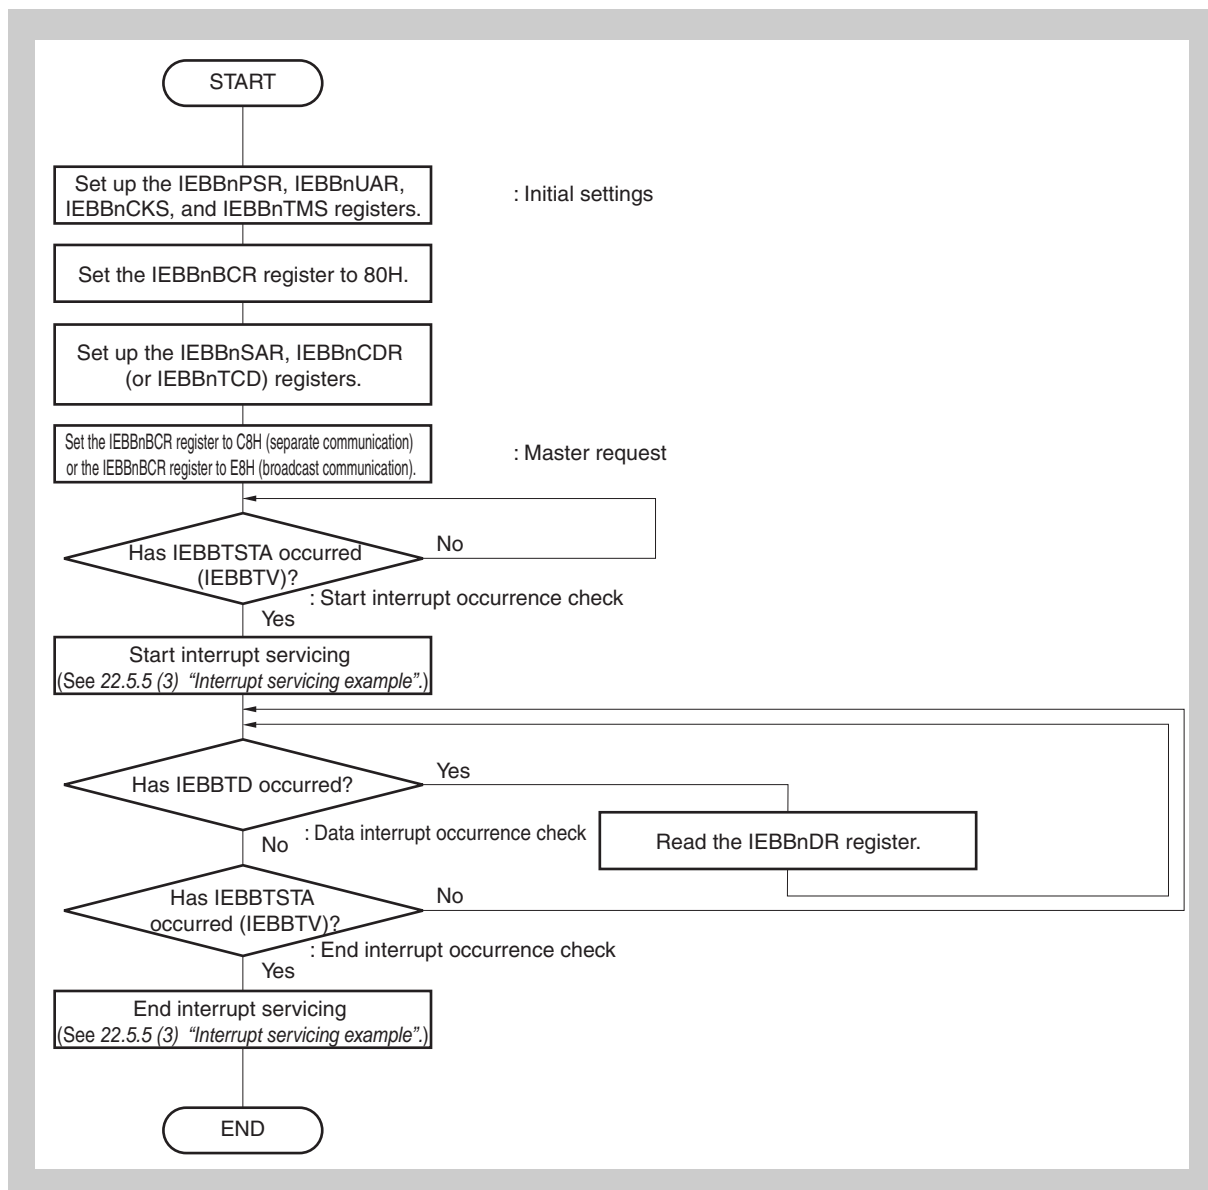 START
Set up the IEBBnPSR, IEBBnUAR,
IEBBnCKS, and IEBBnTMS registers.
: Initial settings
Set the IEBBnBCR register to 80H.
Set up the IEBBnSAR, IEBBnCDR
(or IEBBnTCD) registers.
Set the IEBBnBCR register to C8H (separate communication)
or the IEBBnBCR register to E8H (broadcast communication).
: Master request
Has IEBBTSTA occurred
(IEBBTV)?
No
: Start interrupt occurrence check
Yes
Start interrupt servicing
(See 22.5.5 (3) “Interrupt servicing example”.)
Has IEBBTD occurred?
Yes
: Data interrupt occurrence check
No
Read the IEBBnDR register.
Has IEBBTSTA
occurred (IEBBTV)?
No
: End interrupt occurrence check
Yes
End interrupt servicing
(See 22.5.5 (3) “Interrupt servicing example”.)
END